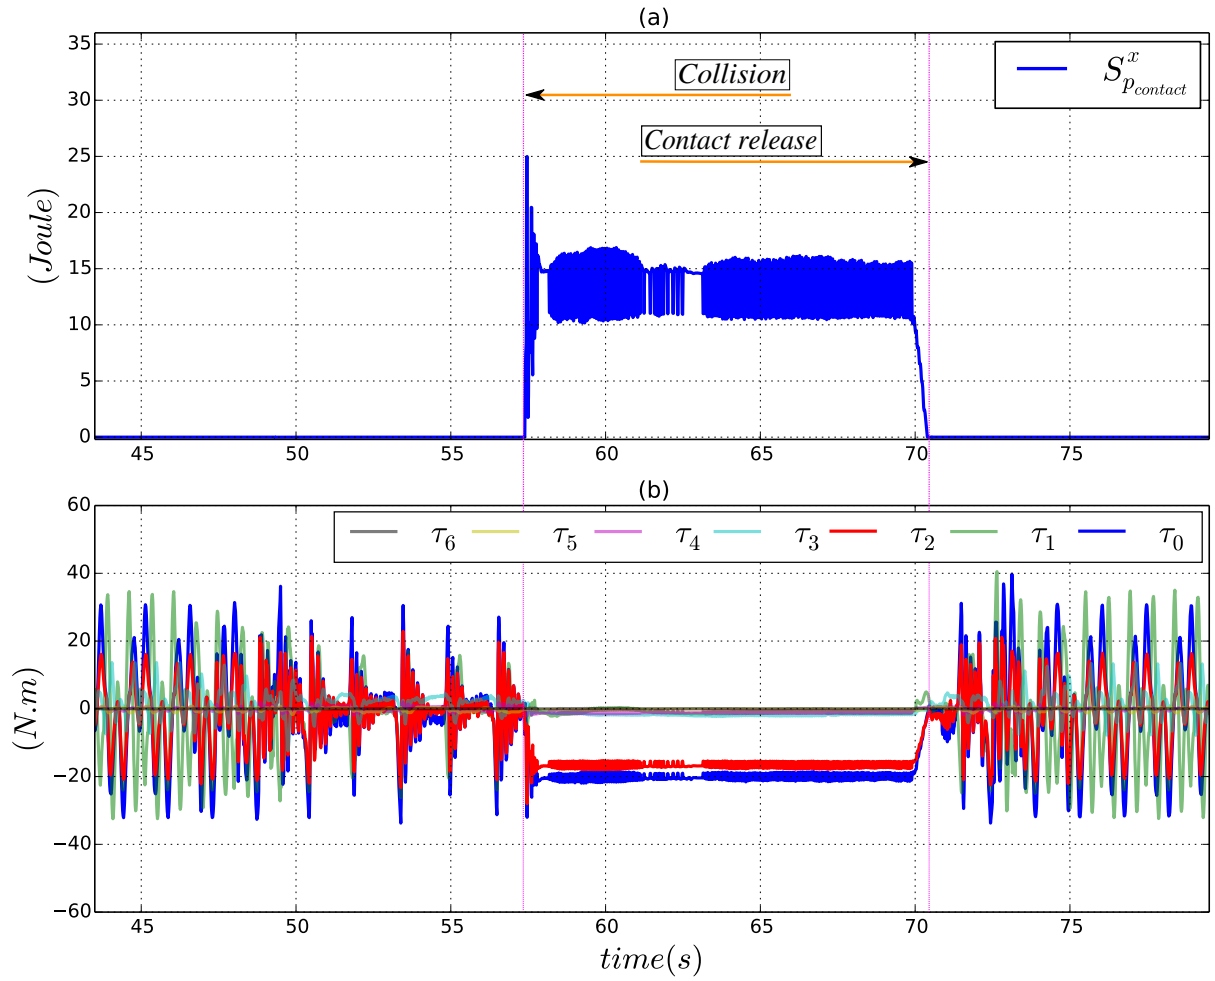 (a)
35
30
25
20
15
10
5
0
(Joule)
Collision
Contact release
S^x_{p_{contact}}
45 50 55 60 65 70 75
(b)
60
40
20
0
−20
−40
−60
(N.m)
τ6 τ5 τ4 τ3 τ2 τ1 τ0
45 50 55 60 65 70 75
time(s)